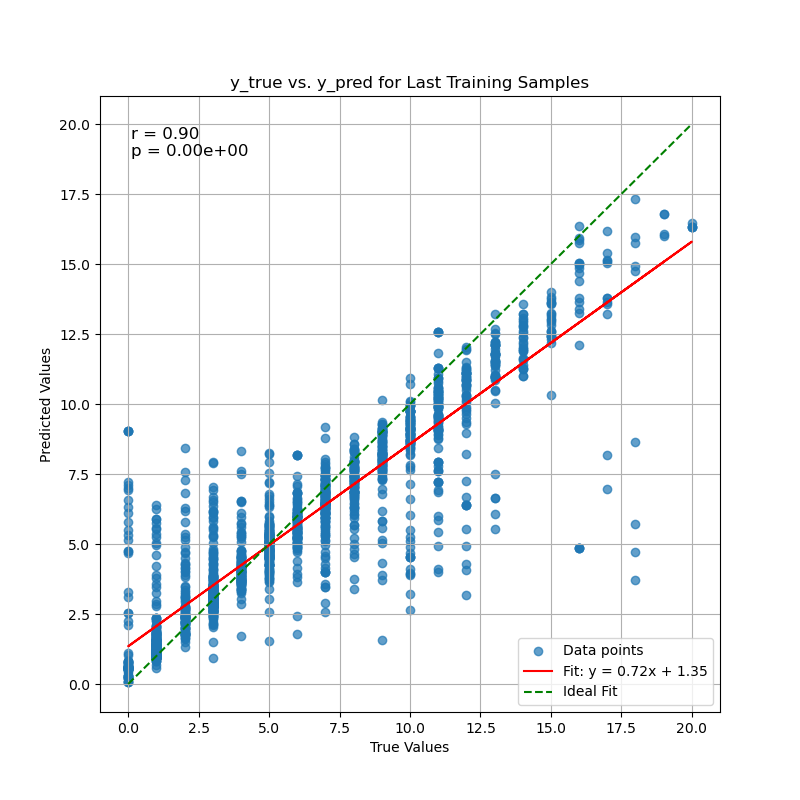 y_true vs. y_pred for Last Training Samples
r = 0.90
p = 0.00e+00
20.0
17.5
15.0
12.5
10.0
7.5
5.0
2.5
0.0
Predicted Values
Data points
Fit: y = 0.72x + 1.35
Ideal Fit
0.0 2.5 5.0 7.5 10.0 12.5 15.0 17.5 20.0
True Values